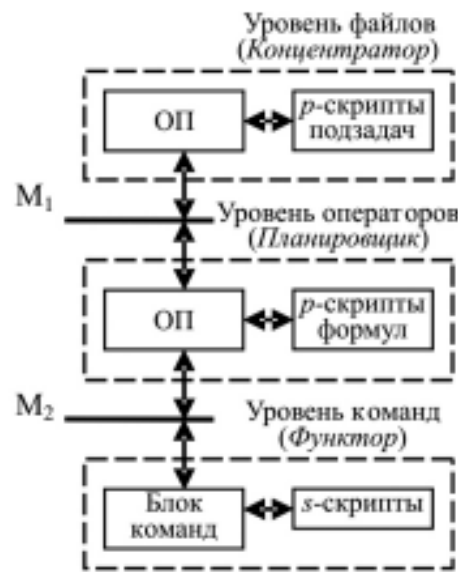 Уровень файлов
(Концентратор)
ОП
p-скрипты
подзадач
M₁
Уровень операторов
(Планировщик)
ОП
p-скрипты
формул
M₂
Уровень команд
(Функтор)
Блок
команд
s-скрипты